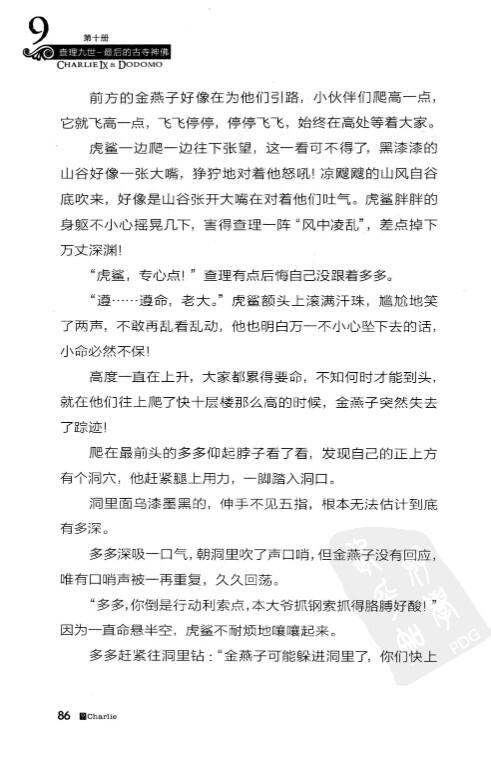 9
第十册
查理九世－最后的古寺神佛
CHARLIE IX & DODOMO
前方的金燕子好像在为他们引路，小伙伴们爬高一点，
它就飞高一点，飞飞停停，停停飞飞，始终在高处等着大家。
虎鲨一边爬一边往下张望，这一看可不得了，黑漆漆的
山谷好像一张大嘴，狰狞地对着他怒吼！凉飕飕的山风自谷
底吹来，好像是山谷张开大嘴在对着他们吐气。虎鲨胖胖的
身躯不小心摇晃几下，害得查理一阵“风中凌乱”，差点掉下
万丈深渊！
“虎鲨，专心点！”查理有点后悔自己没跟着多多。
“遵……遵命，老大。”虎鲨额头上滚满汗珠，尴尬地笑
了两声，不敢再乱看乱动，他也明白万一不小心坠下去的话，
小命必然不保！
高度一直在上升，大家都累得要命，不知何时才能到头，
就在他们往上爬了快十层楼那么高的时候，金燕子突然失去
了踪迹！
爬在最前头的多多仰起脖子看了看，发现自己的正上方
有个洞穴，他赶紧腿上用力，一脚踏入洞口。
洞里面乌漆墨黑的，伸手不见五指，根本无法估计到底
有多深。
多多深吸一口气，朝洞里吹了声口哨，但金燕子没有回应，
唯有口哨声被一再重复，久久回荡。
“多多，你倒是行动利索点，本大爷抓钢索抓得胳膊好酸！”
因为一直命悬半空，虎鲨不耐烦地嚷嚷起来。
多多赶紧往洞里钻：“金燕子可能躲进洞里了，你们快上
PDG
86 Charlie